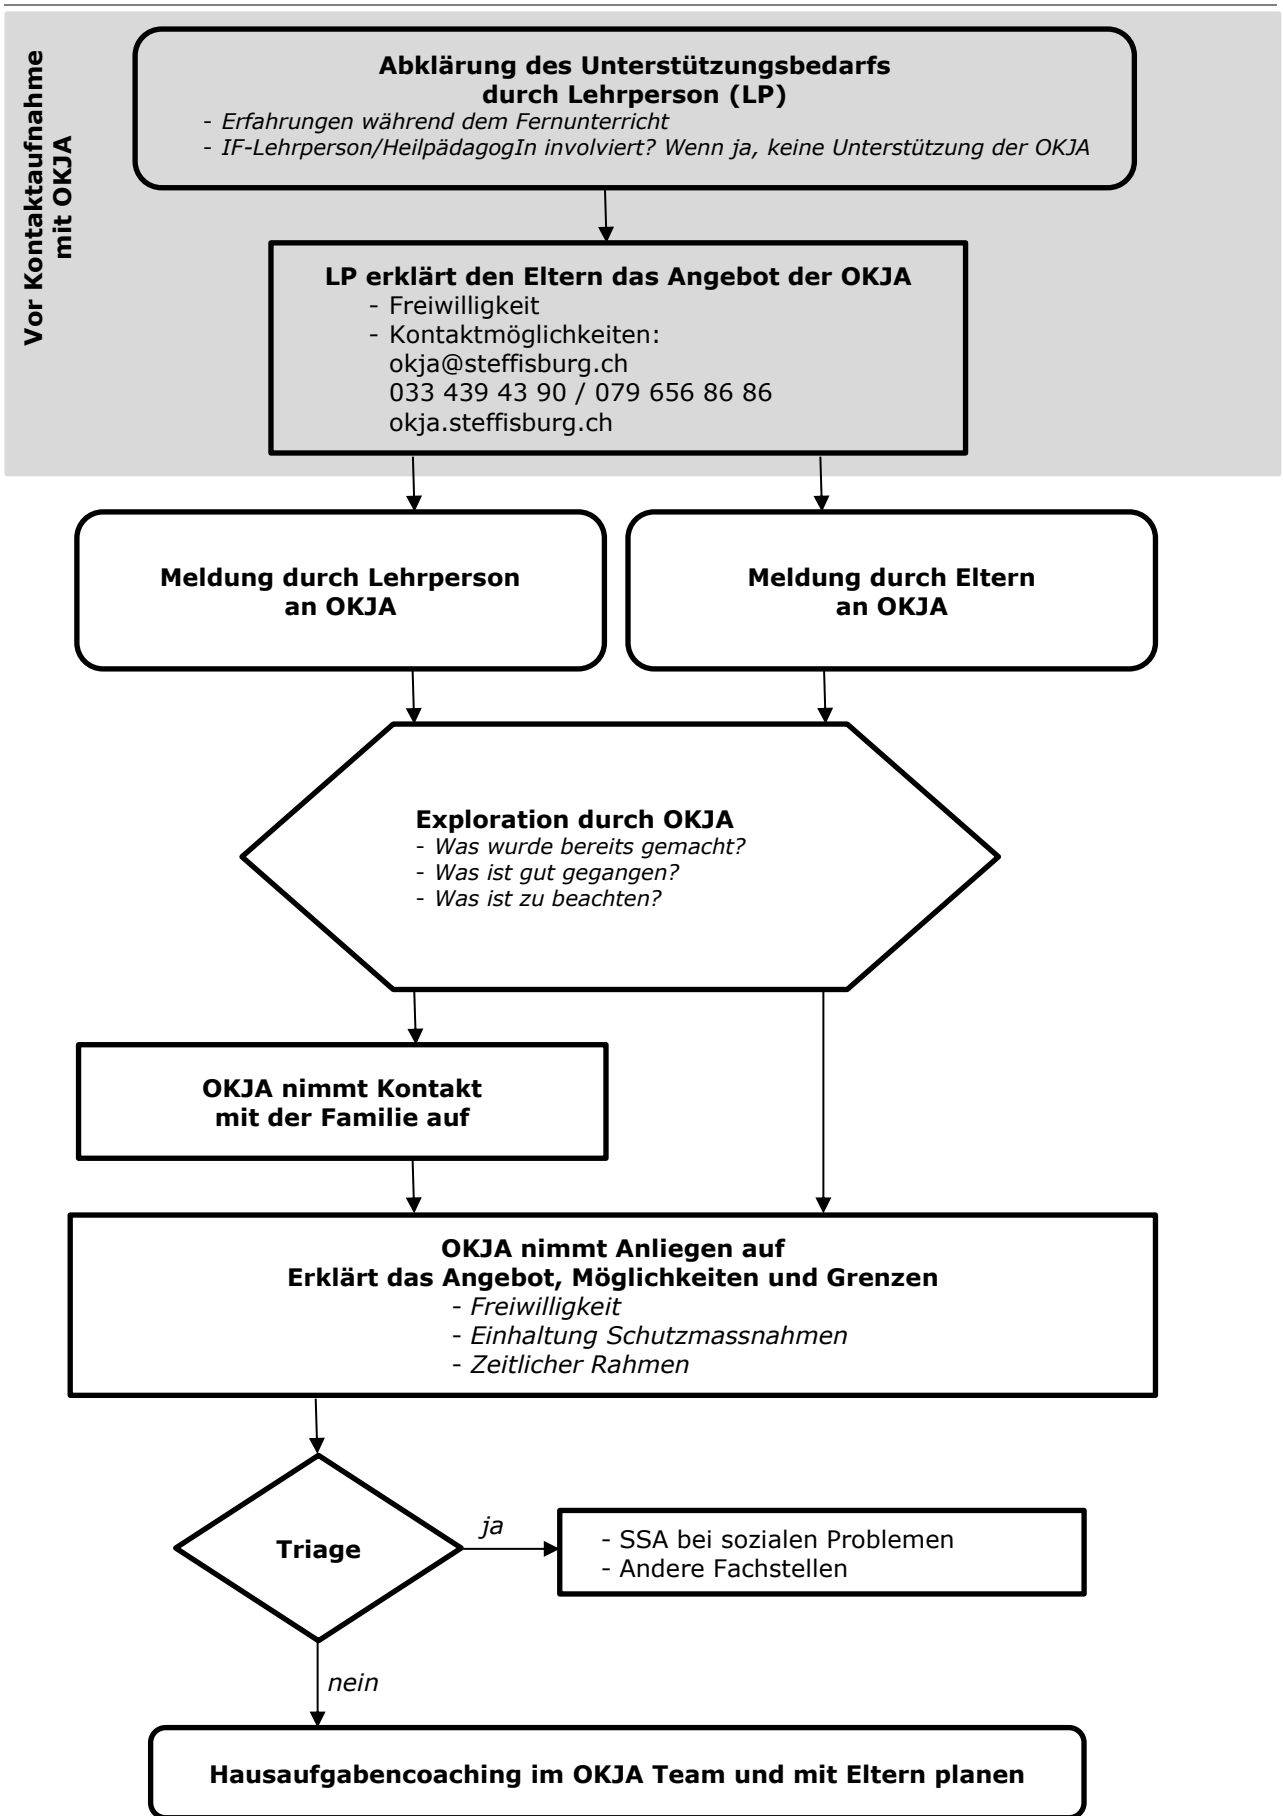 Vor Kontaktaufnahme
mit OKJA
Abklärung des Unterstützungsbedarfs
durch Lehrperson (LP)
- Erfahrungen während dem Fernunterricht
- IF-Lehrperson/HeilpädagogIn involviert? Wenn ja, keine Unterstützung der OKJA
LP erklärt den Eltern das Angebot der OKJA
- Freiwilligkeit
- Kontaktmöglichkeiten:
okja@steffisburg.ch
033 439 43 90 / 079 656 86 86
okja.steffisburg.ch
Meldung durch Lehrperson
an OKJA
Meldung durch Eltern
an OKJA
Exploration durch OKJA
- Was wurde bereits gemacht?
- Was ist gut gegangen?
- Was ist zu beachten?
OKJA nimmt Kontakt
mit der Familie auf
OKJA nimmt Anliegen auf
Erklärt das Angebot, Möglichkeiten und Grenzen
- Freiwilligkeit
- Einhaltung Schutzmassnahmen
- Zeitlicher Rahmen
Triage
ja
- SSA bei sozialen Problemen
- Andere Fachstellen
nein
Hausaufgabencoaching im OKJA Team und mit Eltern planen